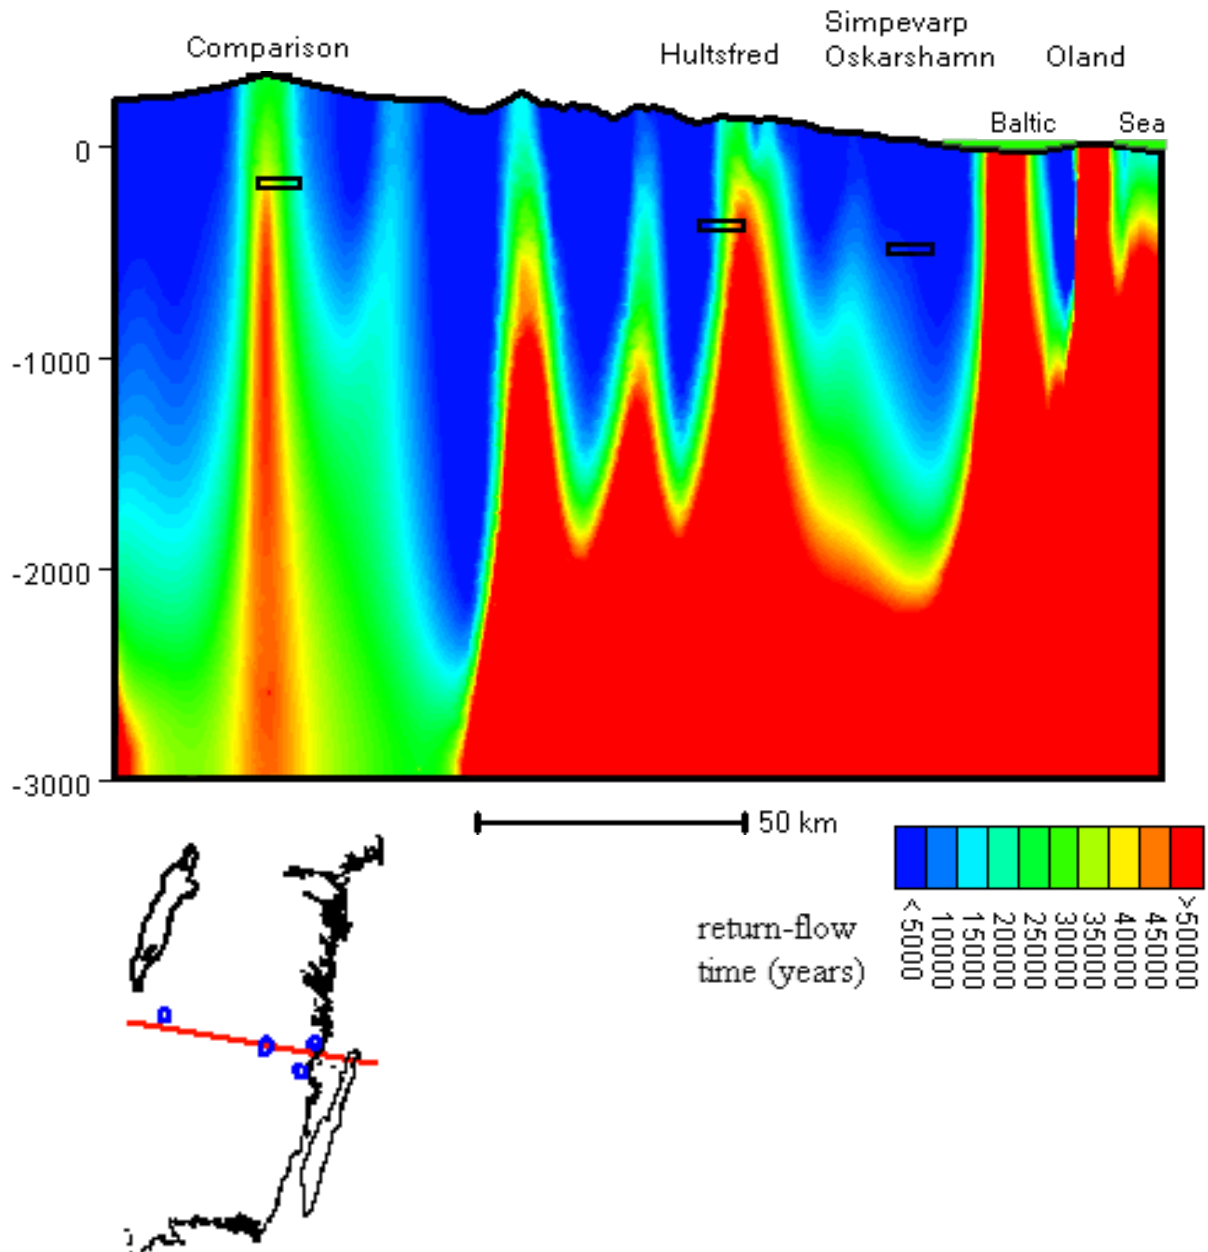 Simpevarp
Comparison Hultsfred Oskarshamn Oland
Baltic Sea
0
-1000
-2000
-3000
50 km
return-flow
time (years)
<5000
10000
15000
20000
25000
30000
35000
40000
45000
>50000